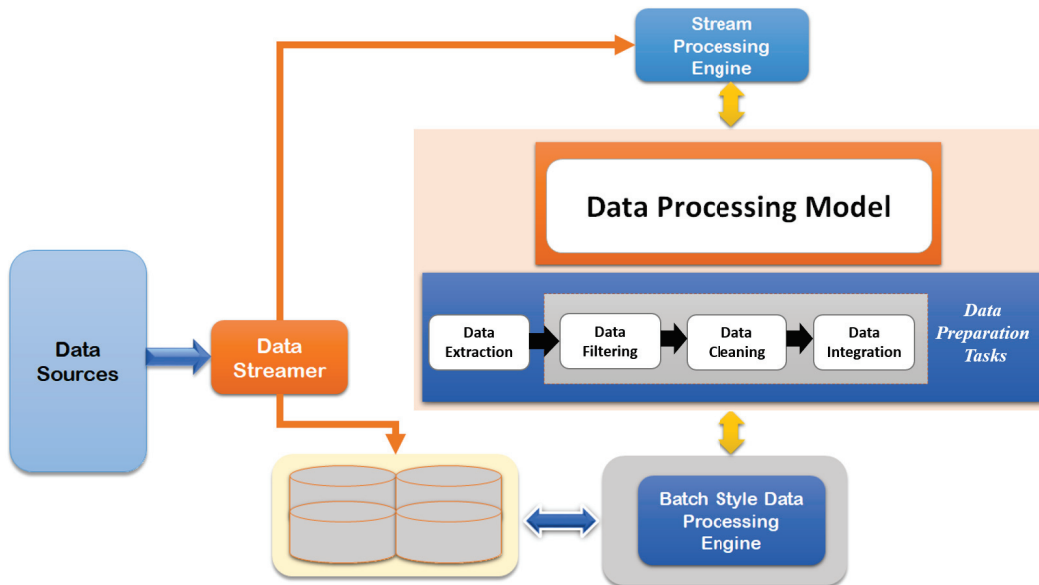 Stream
Processing
Engine
Data Processing Model
Data
Sources
Data
Streamer
Data
Extraction
Data
Filtering
Data
Cleaning
Data
Integration
Data
Preparation
Tasks
Batch Style Data
Processing
Engine